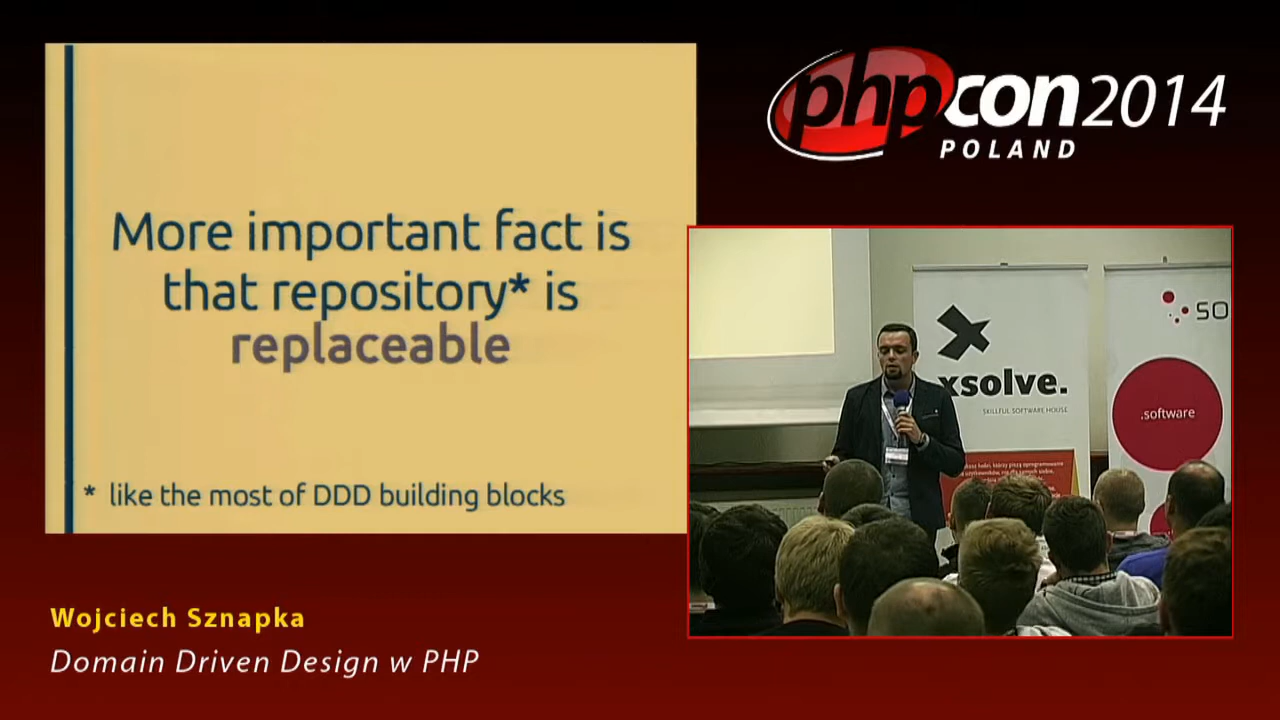 More important fact is
that repository* is
replaceable
* like the most of DDD building blocks
phpcon2014
POLAND
xsolve.
SKILLFUL SOFTWARE HOUSE
SO
.software
Wojciech Sznapka
Domain Driven Design w PHP